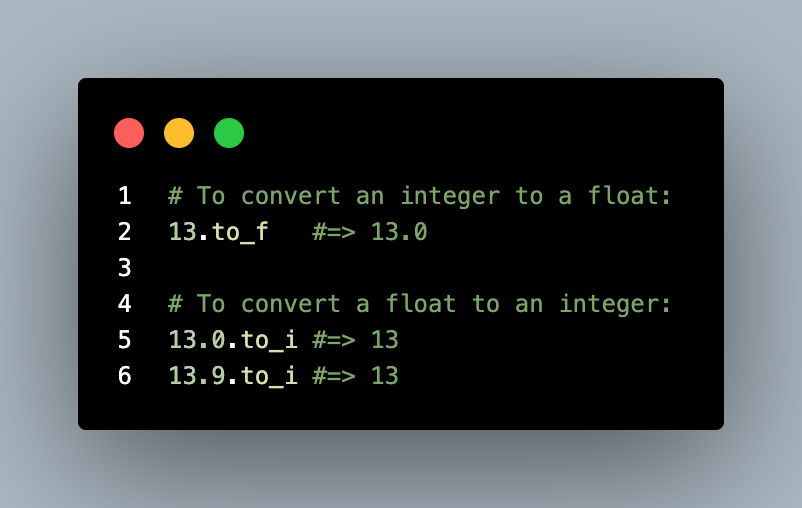 1 # To convert an integer to a float:
2 13.to_f   #=> 13.0
3
4 # To convert a float to an integer:
5 13.0.to_i #=> 13
6 13.9.to_i #=> 13